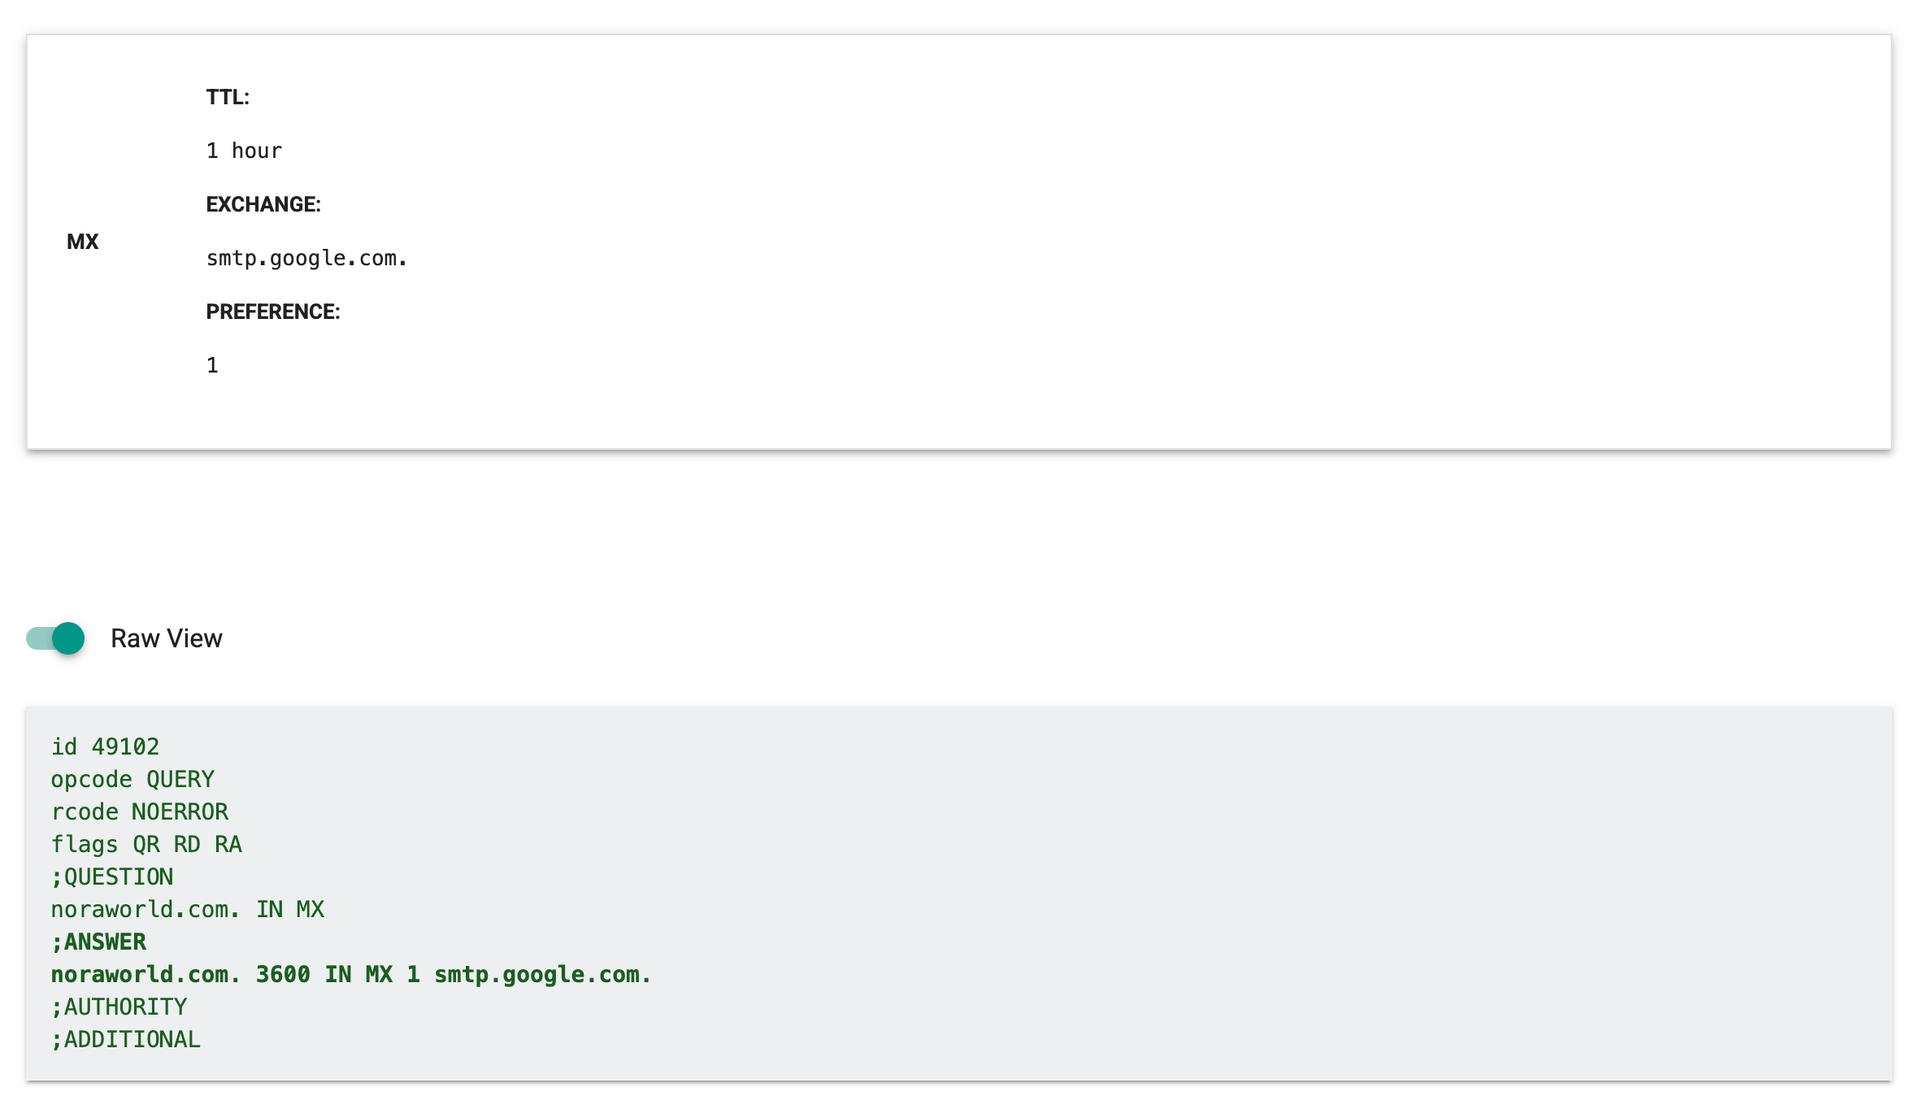 MX
TTL:
1 hour
EXCHANGE:
smtp.google.com.
PREFERENCE:
1
Raw View
id 49102
opcode QUERY
rcode NOERROR
flags QR RD RA
;QUESTION
noraworld.com. IN MX
;ANSWER
noraworld.com. 3600 IN MX 1 smtp.google.com.
;AUTHORITY
;ADDITIONAL